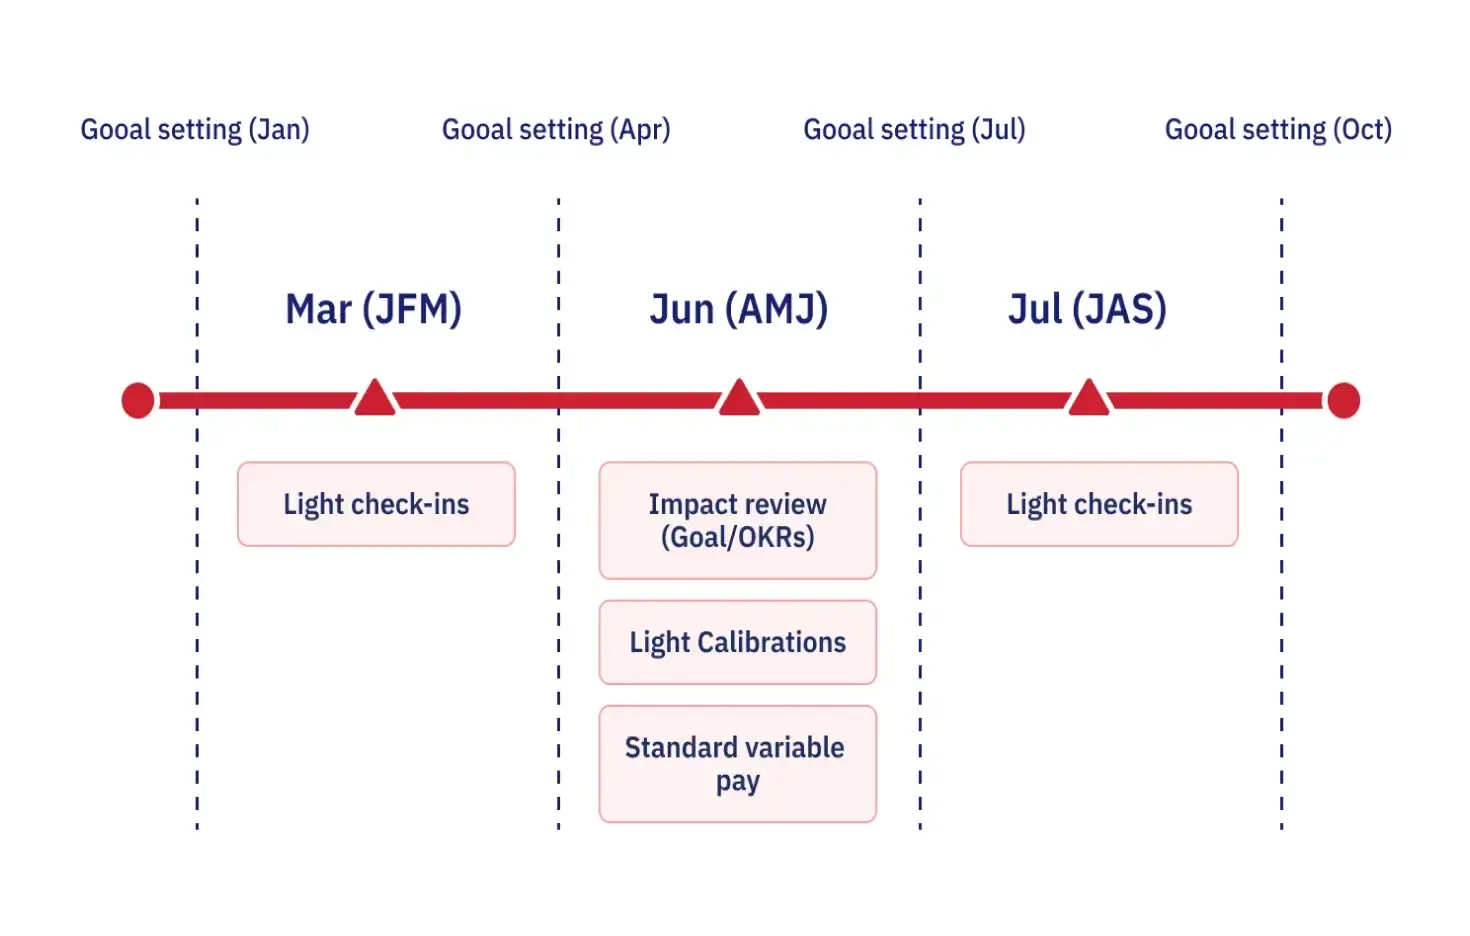 Gooal setting (Jan)
Gooal setting (Apr)
Gooal setting (Jul)
Gooal setting (Oct)
Mar (JFM)
Jun (AMJ)
Jul (JAS)
Light check-ins
Impact review
(Goal/OKRs)
Light Calibrations
Standard variable
pay
Light check-ins